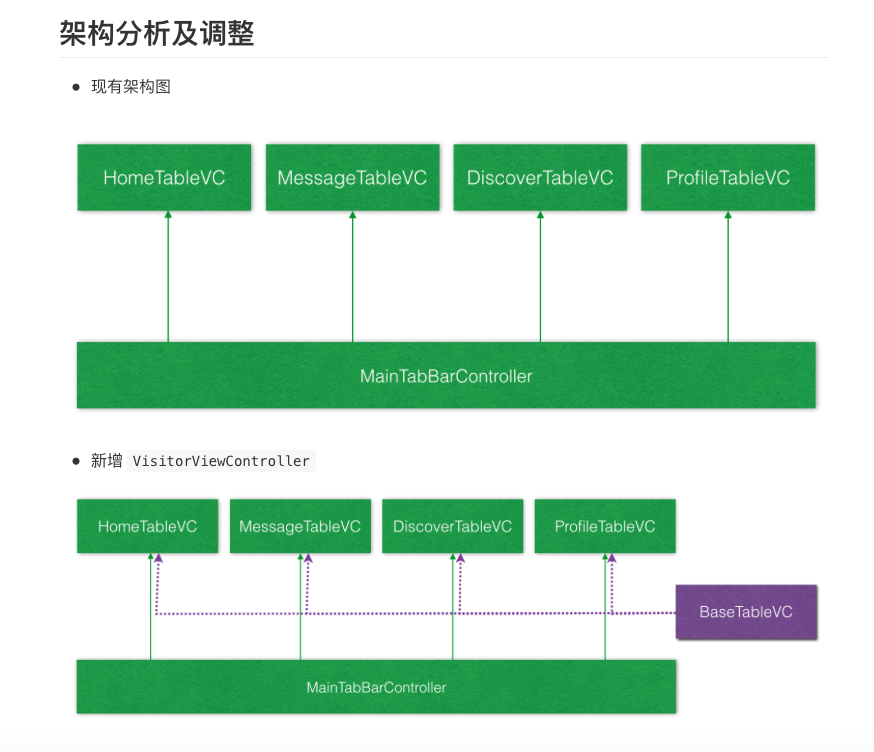 架构分析及调整
现有架构图
HomeTableVC
MessageTableVC
DiscoverTableVC
ProfileTableVC
MainTabBarController
新增 VisitorViewController
HomeTableVC
MessageTableVC
DiscoverTableVC
ProfileTableVC
BaseTableVC
MainTabBarController